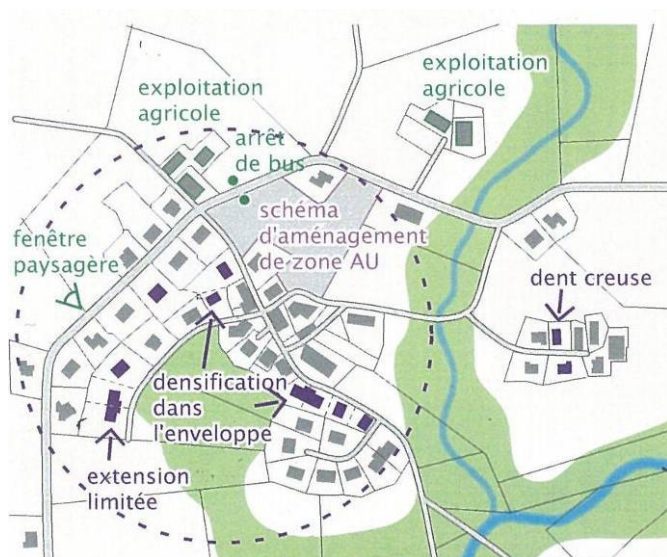 exploitation
agricole
exploitation
agricole
arrêt
de bus
schéma
d'aménagement
de zone AU
fenêtre
paysagère
dent creuse
densification
dans
l'enveloppe
extension
limitée